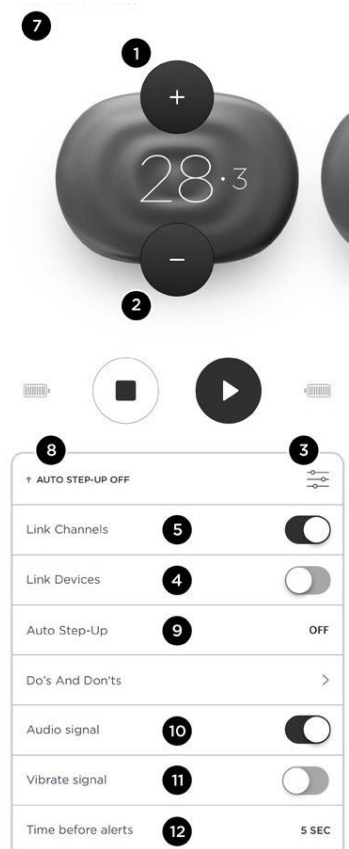 7
1
+
28·3
−
2
8
3
↑ AUTO STEP-UP OFF
Link Channels 5
Link Devices 4
Auto Step-Up 9 OFF
Do's And Don'ts >
Audio signal 10
Vibrate signal 11
Time before alerts 12 5 SEC